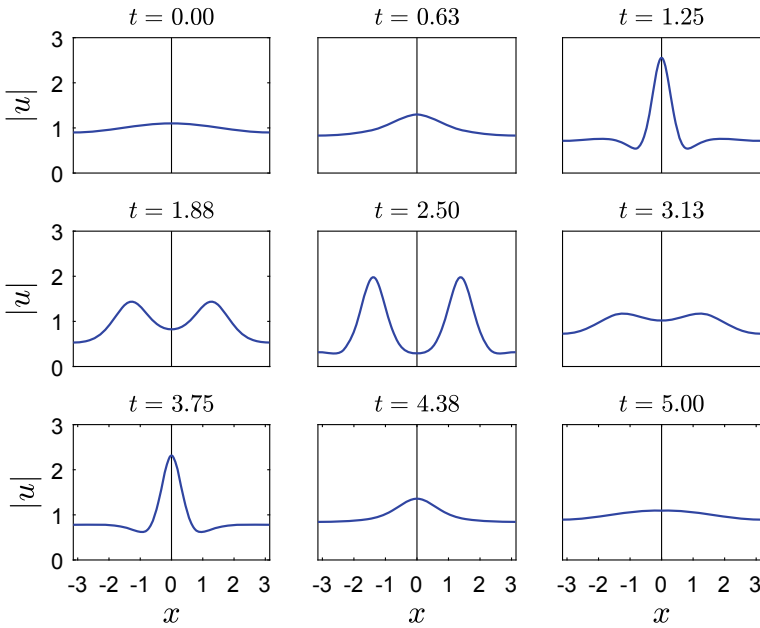 t = 0.00 t = 0.63 t = 1.25
3
2
1
0
|u|
t = 1.88 t = 2.50 t = 3.13
3
2
1
0
|u|
t = 3.75 t = 4.38 t = 5.00
3
2
1
0
|u|
-3 -2 -1 0 1 2 3 -3 -2 -1 0 1 2 3 -3 -2 -1 0 1 2 3
x x x